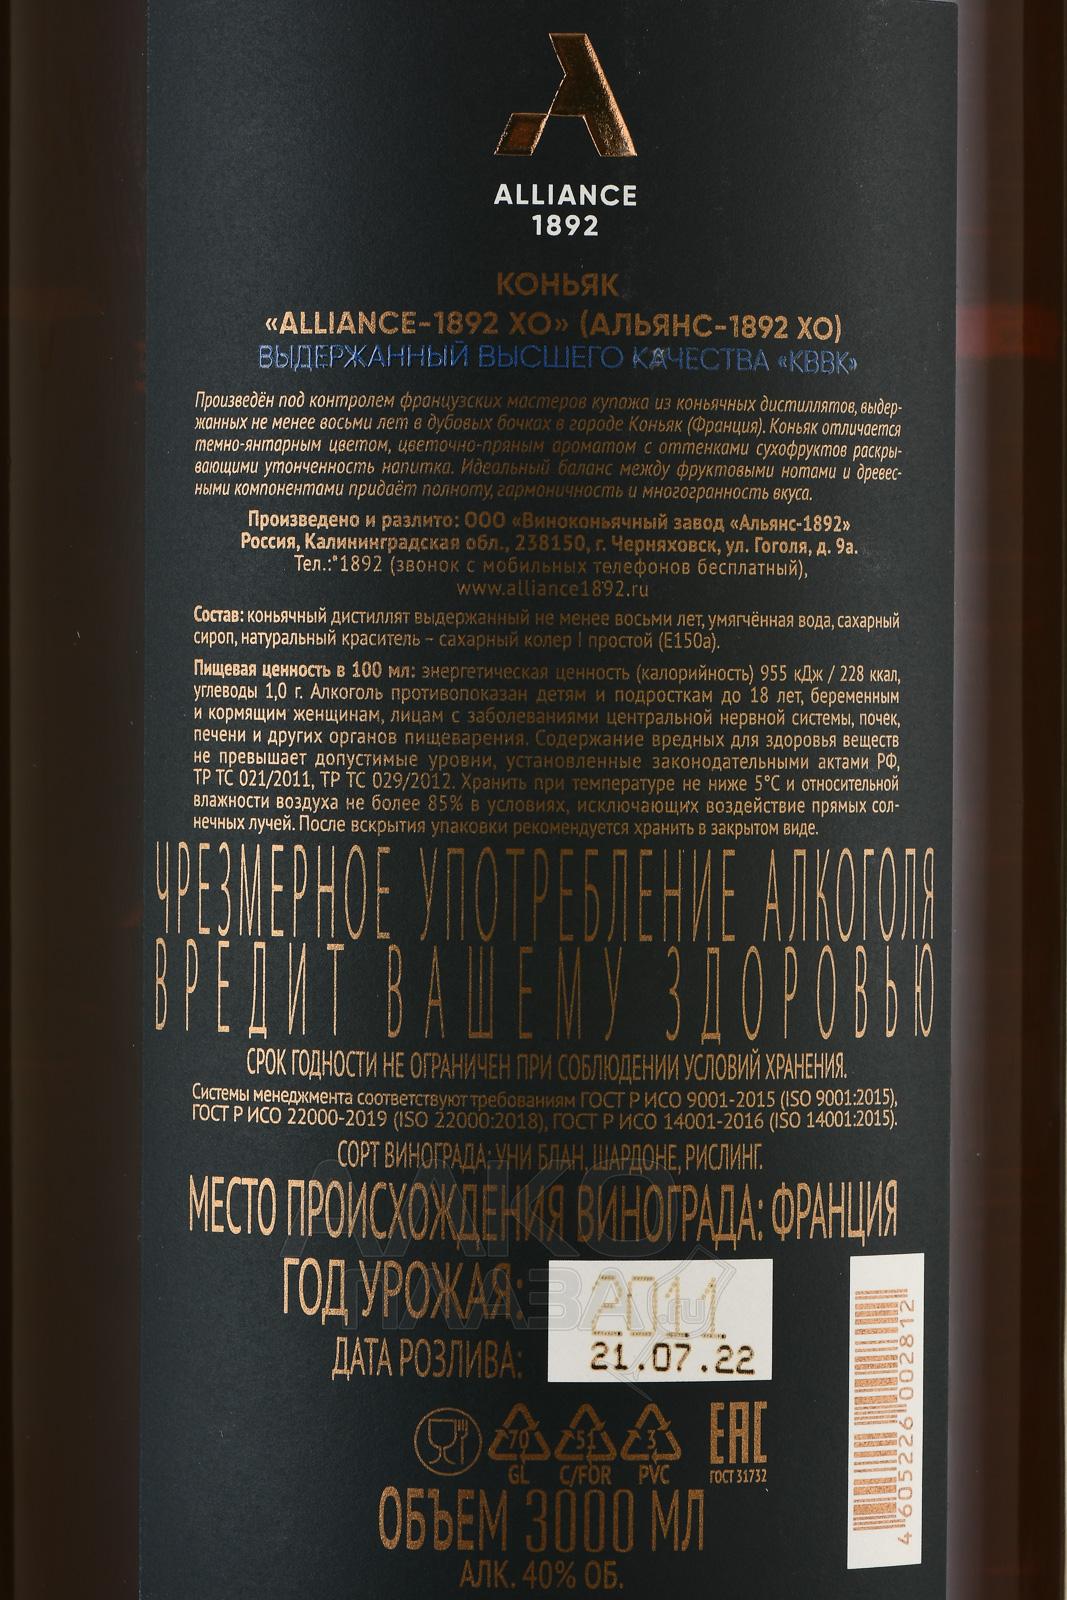 ALLIANCE
1892
КОНЬЯК
«ALLIANCE-1892 XO» (АЛЬЯНС-1892 ХО)
ВЫДЕРЖАННЫЙ ВЫСШЕГО КАЧЕСТВА «КВВК»
Произведён под контролем французских мастеров купажа из коньячных дистиллятов, выдер-
жанных не менее восьми лет в дубовых бочках в городе Коньяк (Франция). Коньяк отличается
темно-янтарным цветом, цветочно-пряным ароматом с оттенками сухофруктов раскры-
вающими утонченность напитка. Идеальный баланс между фруктовыми нотами и древес-
ными компонентами придаёт полноту, гармоничность и многогранность вкуса.
Произведено и разлито: ООО «Виноконьячный завод «Альянс-1892»
Россия, Калининградская обл., 238150, г. Черняховск, ул. Гоголя, д. 9а.
Тел.:*1892 (звонок с мобильных телефонов бесплатный),
www.alliance1892.ru
Состав: коньячный дистиллят выдержанный не менее восьми лет, умягчённая вода, сахарный
сироп, натуральный краситель – сахарный колер I простой (Е150а).
Пищевая ценность в 100 мл: энергетическая ценность (калорийность) 955 кДж / 228 ккал,
углеводы 1,0 г. Алкоголь противопоказан детям и подросткам до 18 лет, беременным
и кормящим женщинам, лицам с заболеваниями центральной нервной системы, почек,
печени и других органов пищеварения. Содержание вредных для здоровья веществ
не превышает допустимые уровни, установленные законодательными актами РФ,
ТР ТС 021/2011, ТР ТС 029/2012. Хранить при температуре не ниже 5°С и относительной
влажности воздуха не более 85% в условиях, исключающих воздействие прямых сол-
нечных лучей. После вскрытия упаковки рекомендуется хранить в закрытом виде.
ЧРЕЗМЕРНОЕ УПОТРЕБЛЕНИЕ АЛКОГОЛЯ
ВРЕДИТ ВАШЕМУ ЗДОРОВЬЮ
СРОК ГОДНОСТИ НЕ ОГРАНИЧЕН ПРИ СОБЛЮДЕНИИ УСЛОВИЙ ХРАНЕНИЯ.
Системы менеджмента соответствуют требованиям ГОСТ Р ИСО 9001-2015 (ISO 9001:2015),
ГОСТ Р ИСО 22000-2019 (ISO 22000:2018), ГОСТ Р ИСО 14001-2016 (ISO 14001:2015).
СОРТ ВИНОГРАДА: УНИ БЛАН, ШАРДОНЕ, РИСЛИНГ.
МЕСТО ПРОИСХОЖДЕНИЯ ВИНОГРАДА: ФРАНЦИЯ
ГОД УРОЖАЯ: 2011
ДАТА РОЗЛИВА: 21.07.22
АЛКО
ПЛАЗА.ru
70 51 3 EAC
GL C/FOR PVC ГОСТ 31732
ОБЪЕМ 3000 МЛ
АЛК. 40% ОБ.
4 605226 002812